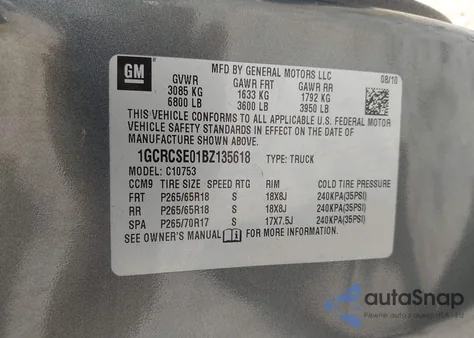 GM
MFD BY GENERAL MOTORS LLC
08/10
GVWR GAWR FRT GAWR RR
3085 KG 1633 KG 1792 KG
6800 LB 3600 LB 3950 LB
THIS VEHICLE CONFORMS TO ALL APPLICABLE U.S. FEDERAL MOTOR
VEHICLE SAFETY STANDARDS IN EFFECT ON THE DATE OF
MANUFACTURE SHOWN ABOVE.
1GCRCSE01BZ135618 TYPE: TRUCK
MODEL: C10753
CCM9 TIRE SIZE SPEED RTG RIM COLD TIRE PRESSURE
FRT P265/65R18 S 18X8J 240KPA(35PSI)
RR P265/65R18 S 18X8J 240KPA(35PSI)
SPA P265/70R17 S 17X7.5J 240KPA(35PSI)
SEE OWNER'S MANUAL FOR MORE INFORMATION.
autoSnap